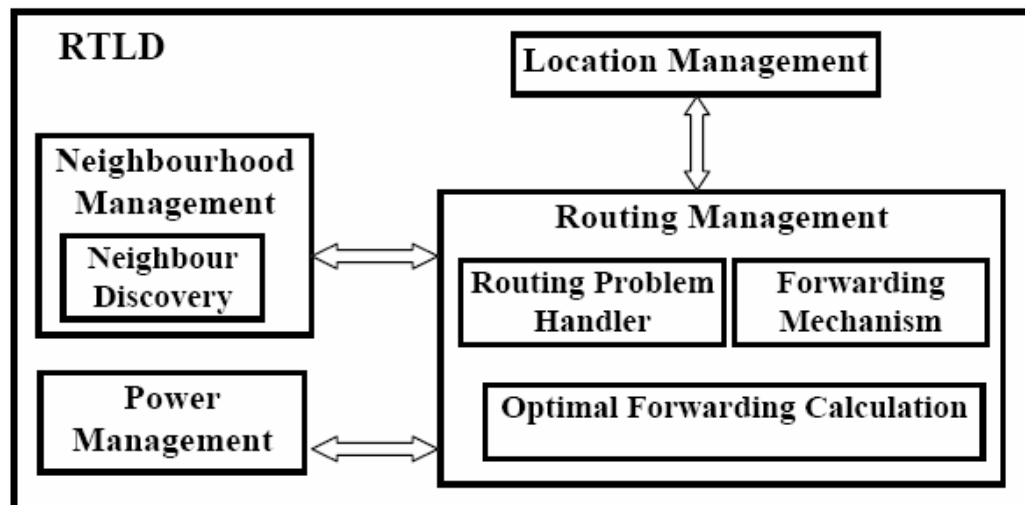 RTLD
Location Management
Neighbourhood
Management
Neighbour
Discovery
Routing Management
Routing Problem
Handler
Forwarding
Mechanism
Optimal Forwarding Calculation
Power
Management